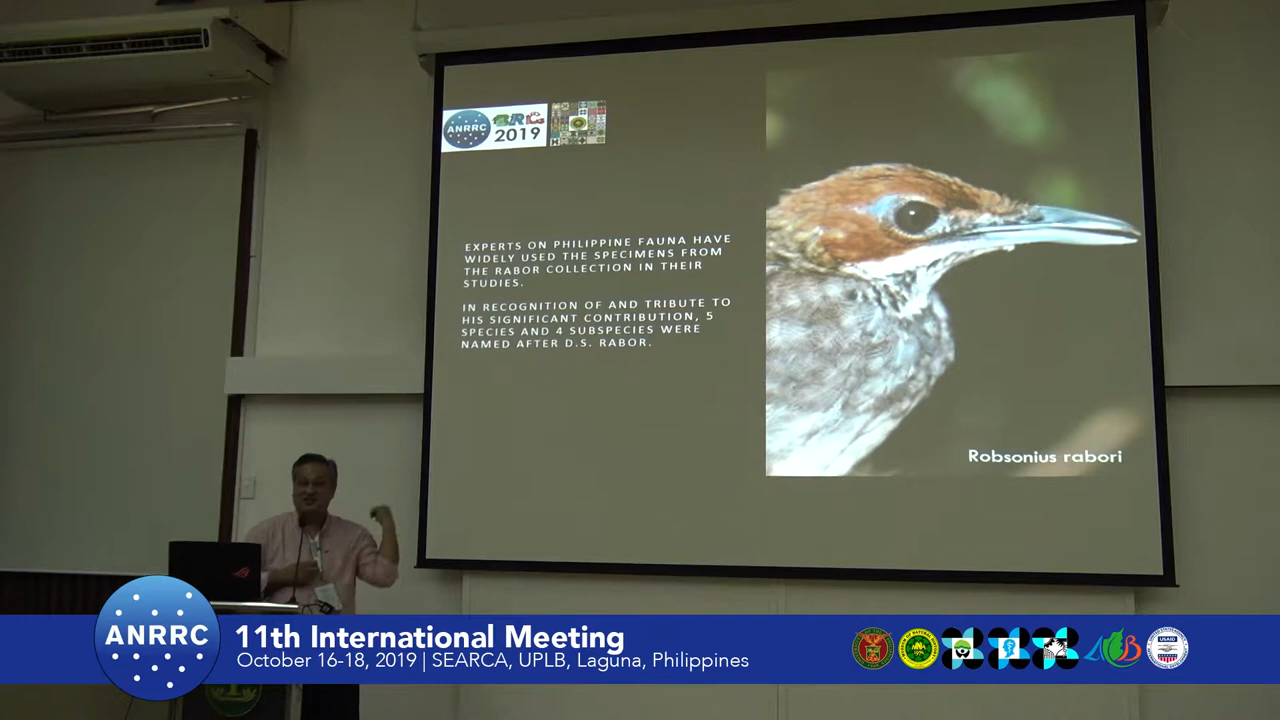 ANRRC
BRC
2019
EXPERTS ON PHILIPPINE FAUNA HAVE
WIDELY USED THE SPECIMENS FROM
THE RABOR COLLECTION IN THEIR
STUDIES.
IN RECOGNITION OF AND TRIBUTE TO
HIS SIGNIFICANT CONTRIBUTION, 5
SPECIES AND 4 SUBSPECIES WERE
NAMED AFTER D.S. RABOR.
Robsonius rabori
ANRRC
11th International Meeting
October 16-18, 2019 | SEARCA, UPLB, Laguna, Philippines
USAID